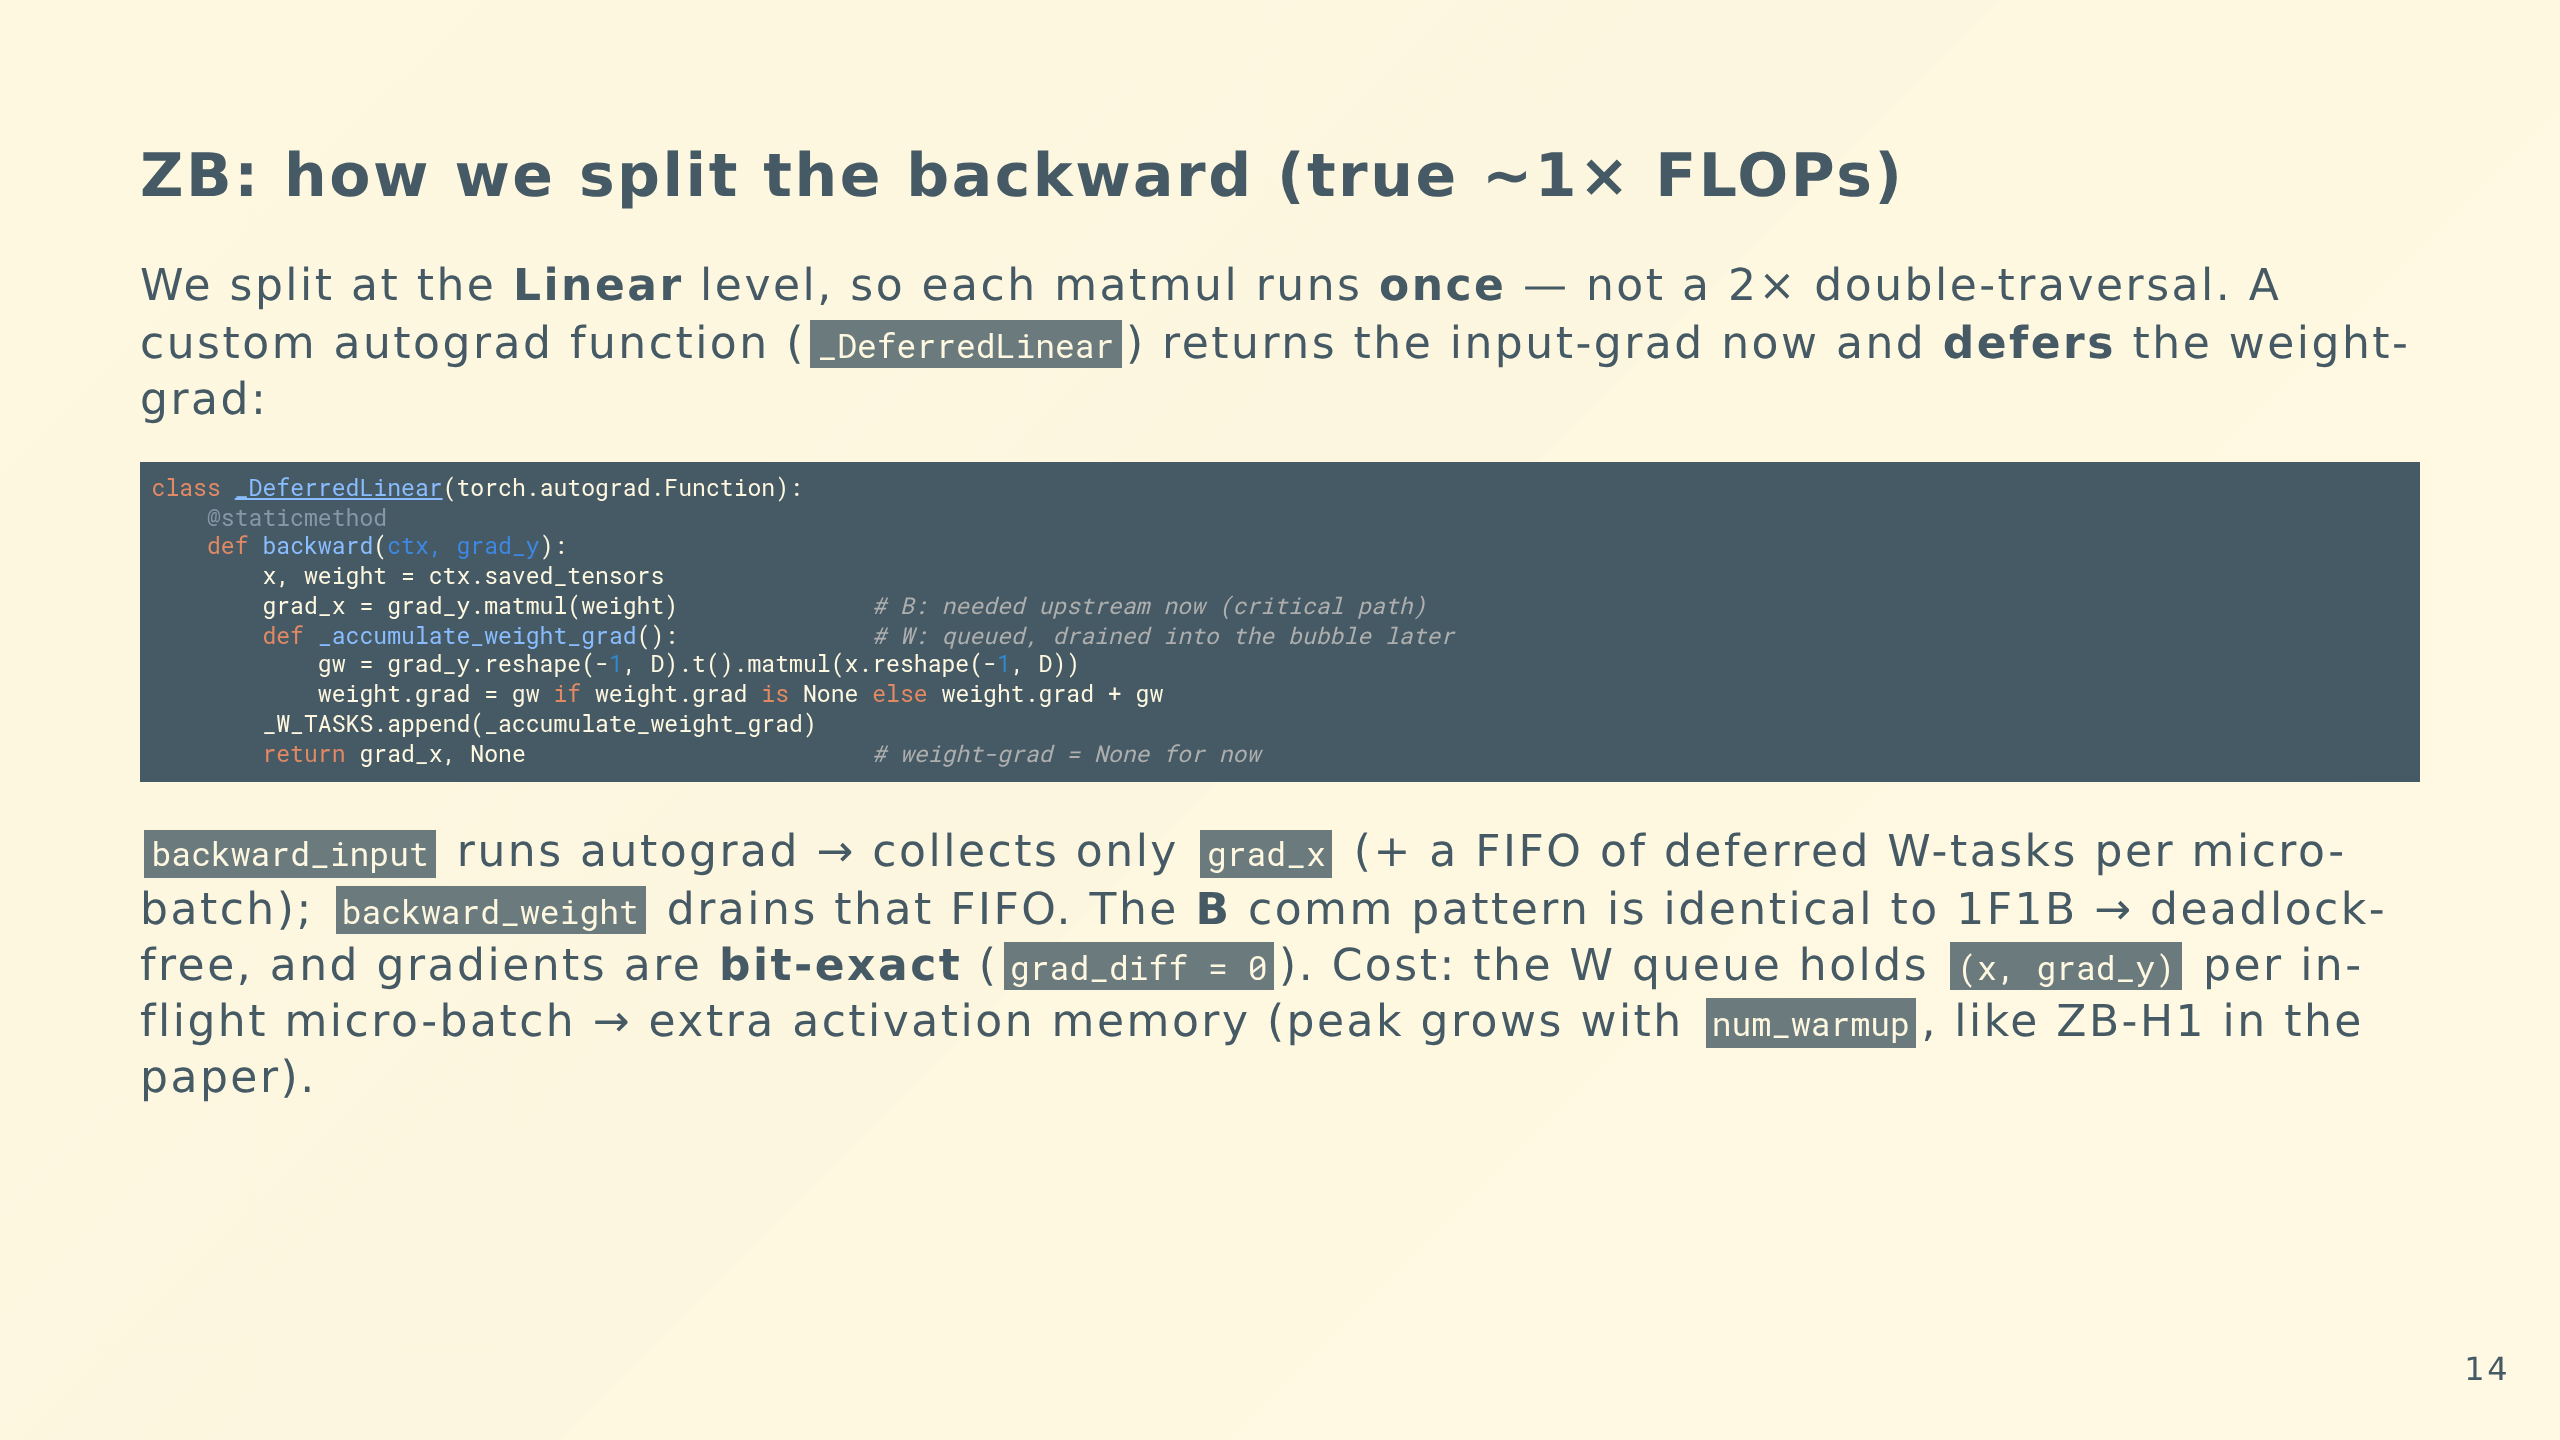 ZB: how we split the backward (true ~1× FLOPs)
We split at the Linear level, so each matmul runs once — not a 2× double-traversal. A
custom autograd function ( _DeferredLinear ) returns the input-grad now and defers the weight-
grad:
class _DeferredLinear(torch.autograd.Function):
    @staticmethod
    def backward(ctx, grad_y):
        x, weight = ctx.saved_tensors
        grad_x = grad_y.matmul(weight)              # B: needed upstream now (critical path)
        def _accumulate_weight_grad():              # W: queued, drained into the bubble later
            gw = grad_y.reshape(-1, D).t().matmul(x.reshape(-1, D))
            weight.grad = gw if weight.grad is None else weight.grad + gw
        _W_TASKS.append(_accumulate_weight_grad)
        return grad_x, None                         # weight-grad = None for now
backward_input runs autograd → collects only grad_x (+ a FIFO of deferred W-tasks per micro-
batch); backward_weight drains that FIFO. The B comm pattern is identical to 1F1B → deadlock-
free, and gradients are bit-exact ( grad_diff = 0 ). Cost: the W queue holds (x, grad_y) per in-
flight micro-batch → extra activation memory (peak grows with num_warmup , like ZB-H1 in the
paper).
14